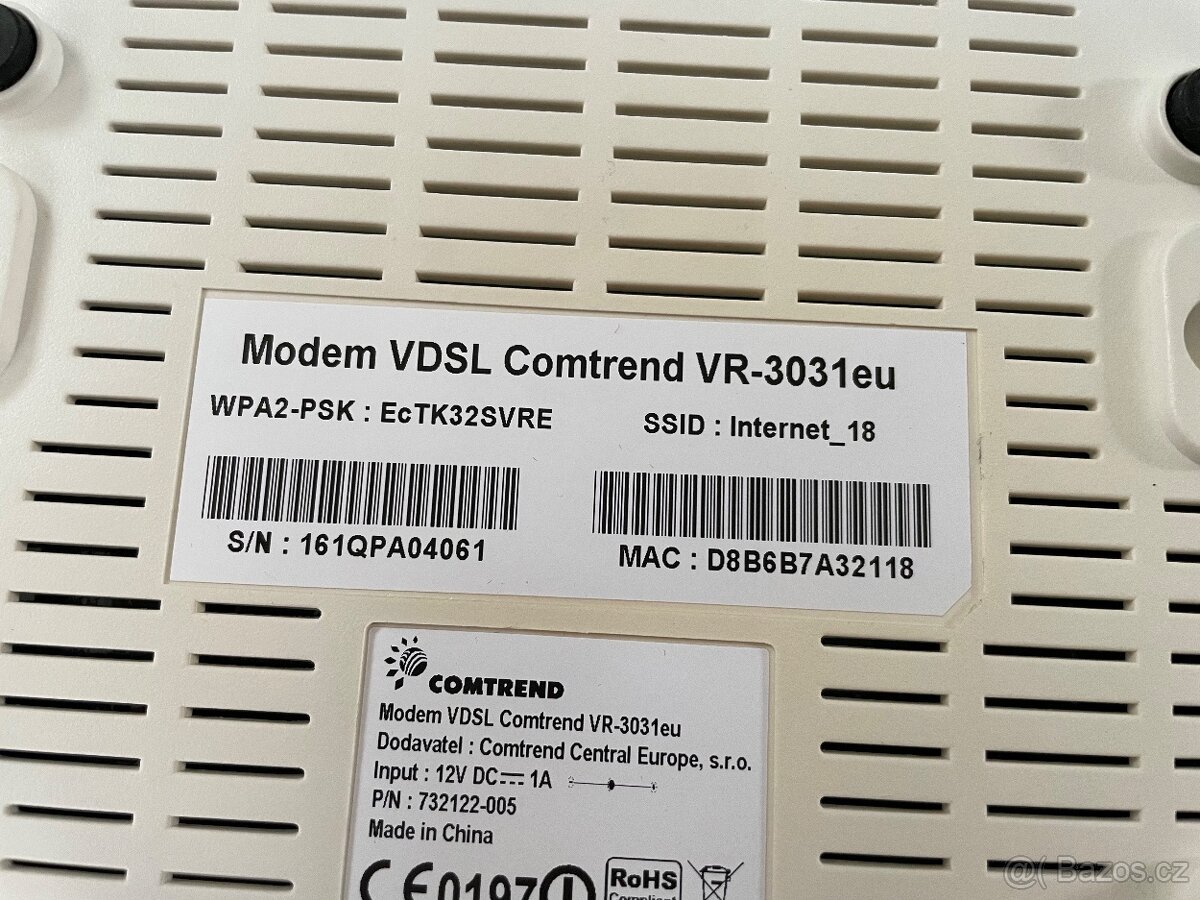 Modem VDSL Comtrend VR-3031eu
WPA2-PSK : EcTK32SVRE
SSID : Internet_18
S/N : 161QPA04061
MAC : D8B6B7A32118
COMTREND
Modem VDSL Comtrend VR-3031eu
Dodavatel : Comtrend Central Europe, s.r.o.
Input : 12V DC⎓ 1A
P/N : 732122-005
Made in China
CE0197
RoHS
Compliant
@( Bazos.cz